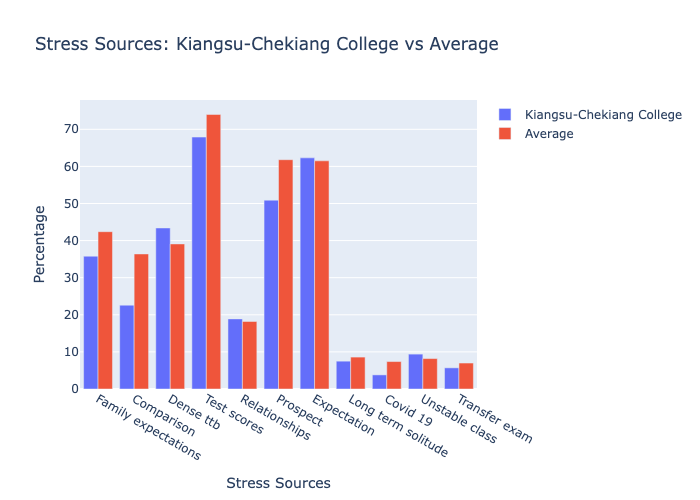 Stress Sources: Kiangsu-Chekiang College vs Average
Kiangsu-Chekiang College
Average
Percentage
70
60
50
40
30
20
10
0
Family expectations
Comparison
Dense ttb
Test scores
Relationships
Prospect
Expectation
Long term solitude
Covid 19
Unstable class
Transfer exam
Stress Sources